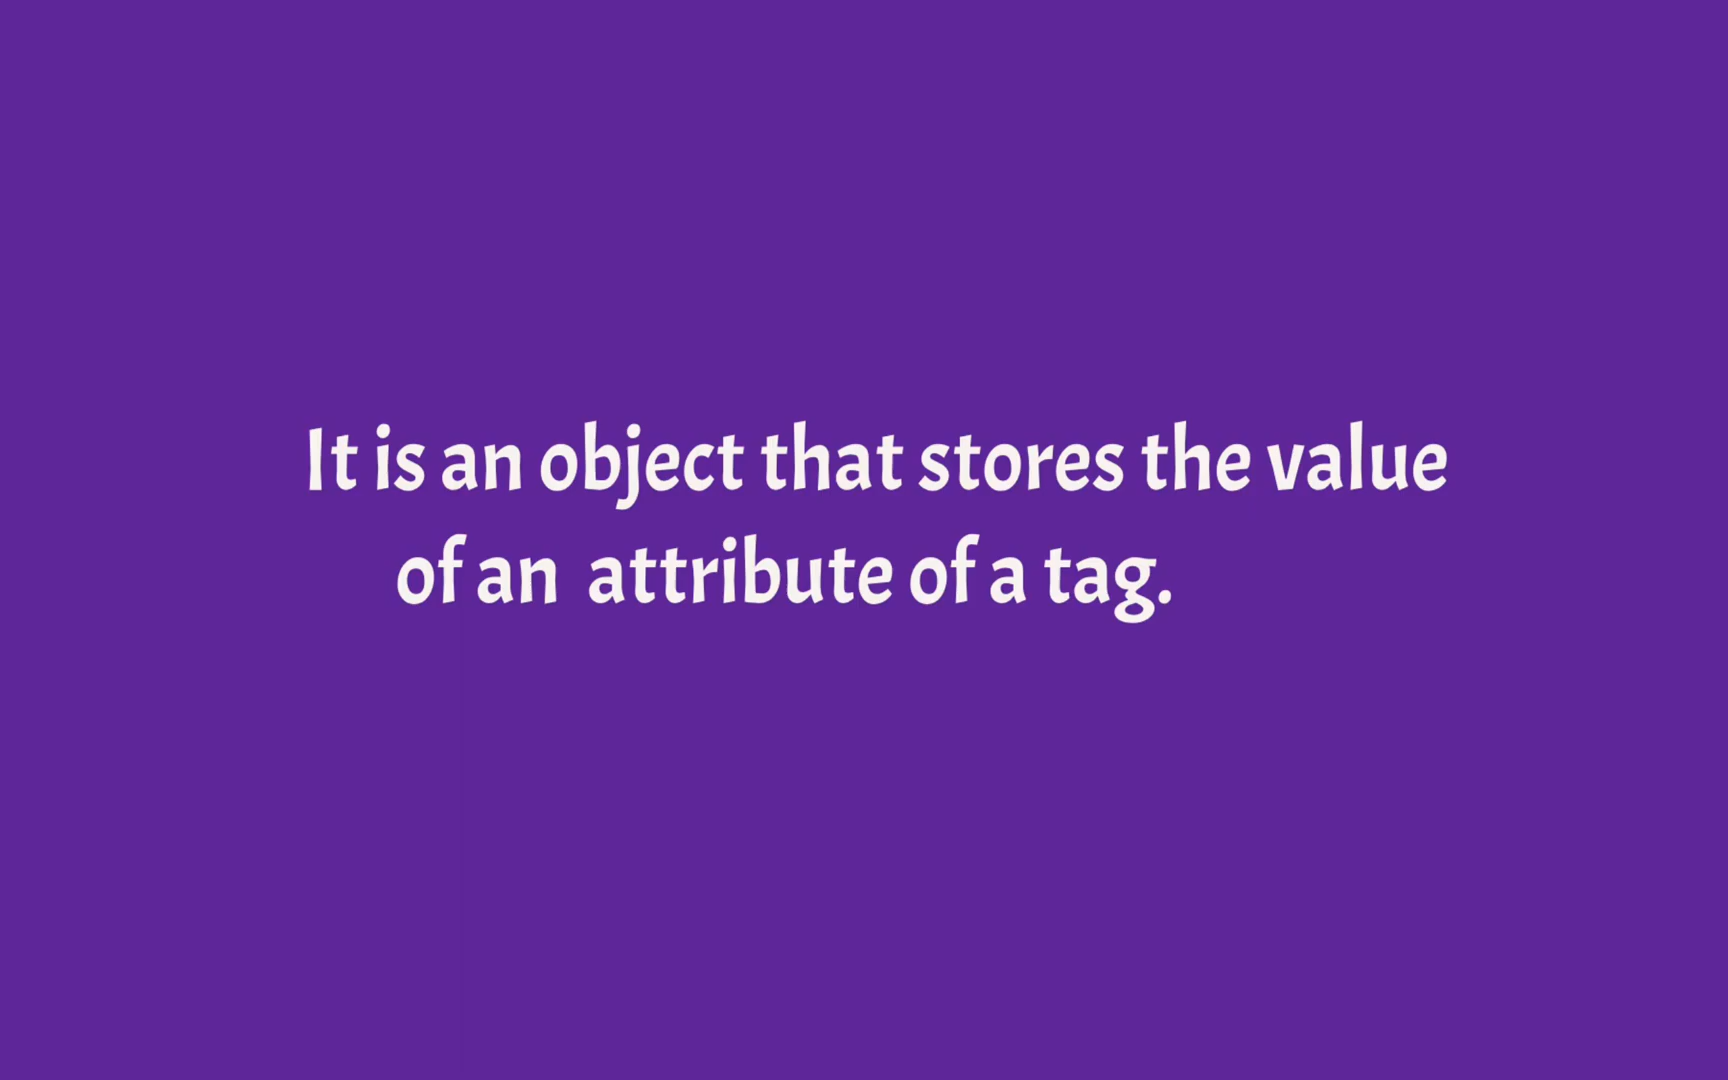 It is an object that stores the value
of an attribute of a tag.